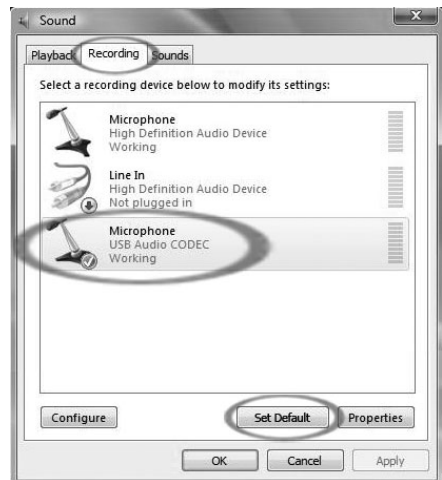 Sound
Playback Recording Sounds
Select a recording device below to modify its settings:
Microphone
High Definition Audio Device
Working
Line In
High Definition Audio Device
Not plugged in
Microphone
USB Audio CODEC
Working
Configure Set Default Properties
OK Cancel Apply